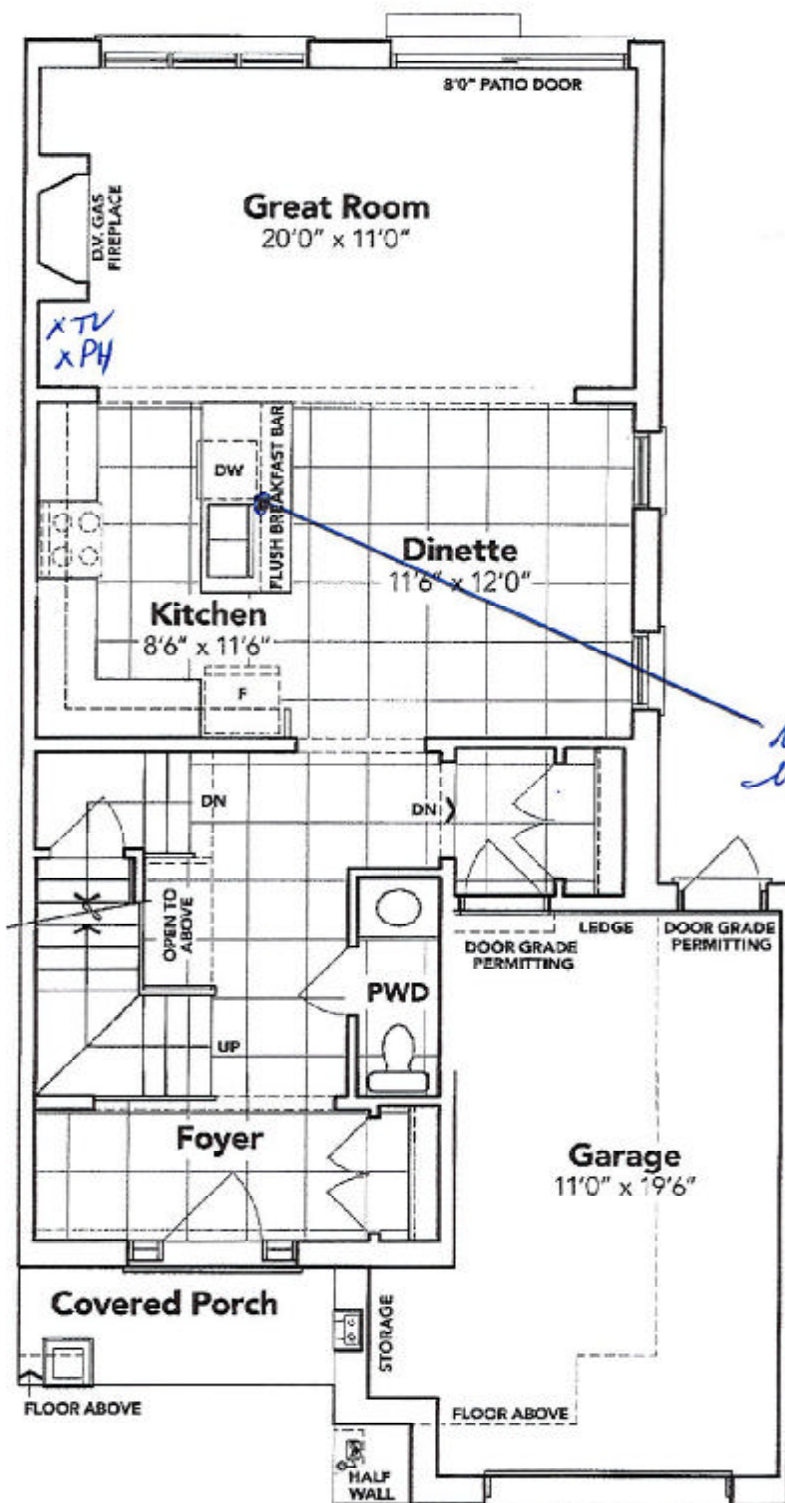 8'0" PATIO DOOR
Great Room
20'0" x 11'0"
D.V. GAS
FIREPLACE
x TV
x PH
DW
FLUSH BREAKFAST BAR
Dinette
11'6" x 12'0"
Kitchen
8'6" x 11'6"
F
DN
DN
OPEN TO
ABOVE
LEDGE
DOOR GRADE
PERMITTING
DOOR GRADE
PERMITTING
PWD
UP
Foyer
Garage
11'0" x 19'6"
Covered Porch
STORAGE
FLOOR ABOVE
FLOOR ABOVE
HALF
WALL